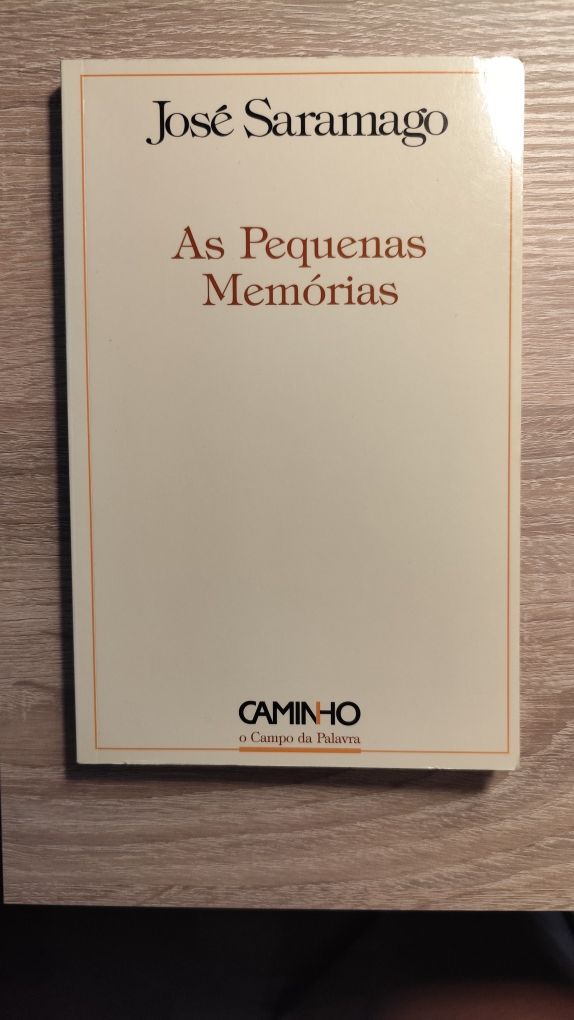 José Saramago
As Pequenas
Memórias
CAMINHO
o Campo da Palavra